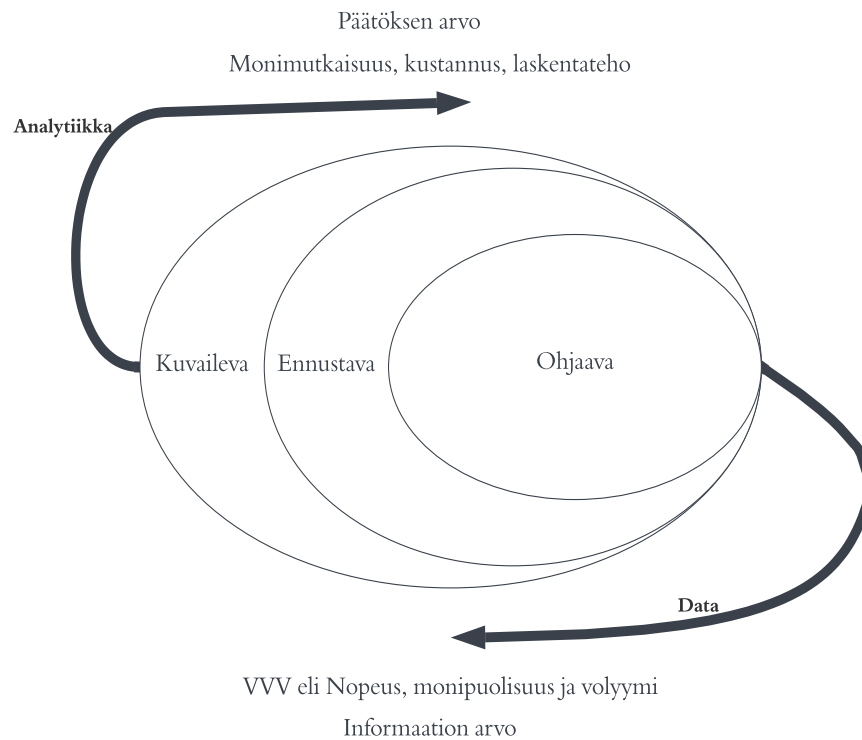 Päätöksen arvo
Monimutkaisuus, kustannus, laskentateho
Analytiikka
Kuvaileva
Ennustava
Ohjaava
Data
VVV eli Nopeus, monipuolisuus ja volyymi
Informaation arvo